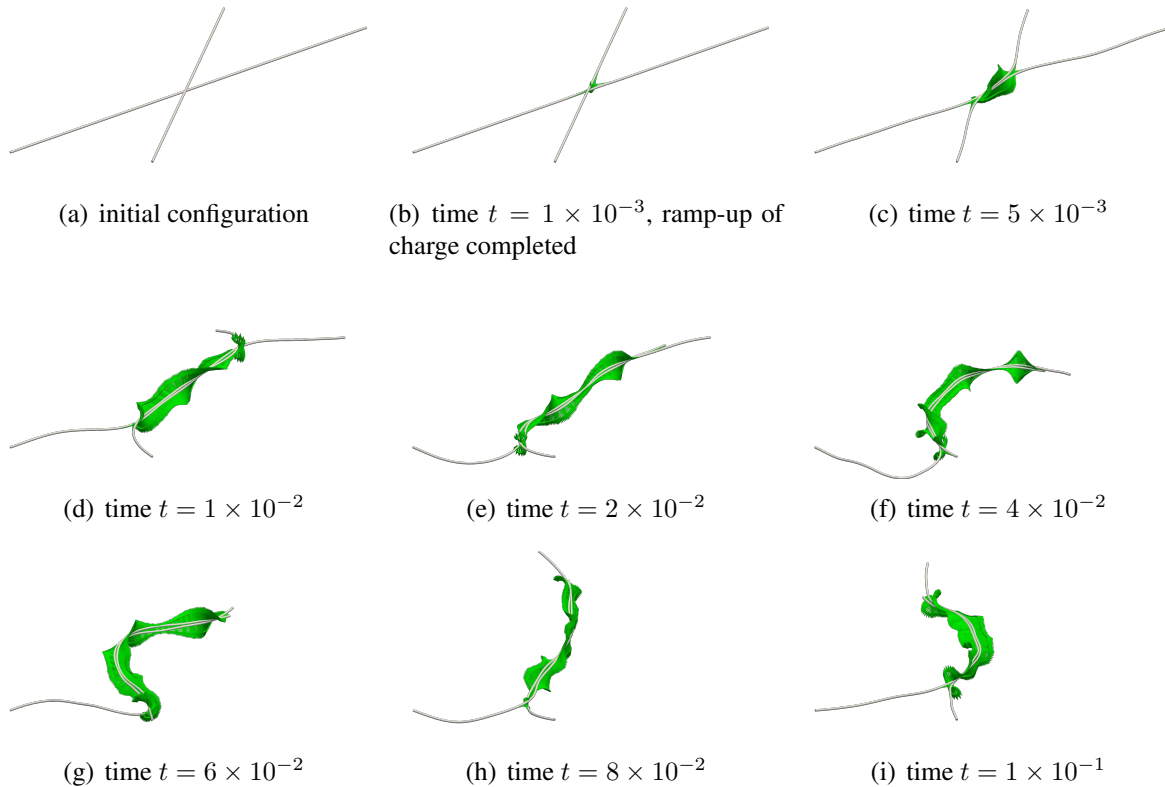 (a) initial configuration
(b) time t = 1 × 10⁻³, ramp-up of
charge completed
(c) time t = 5 × 10⁻³
(d) time t = 1 × 10⁻²
(e) time t = 2 × 10⁻²
(f) time t = 4 × 10⁻²
(g) time t = 6 × 10⁻²
(h) time t = 8 × 10⁻²
(i) time t = 1 × 10⁻¹